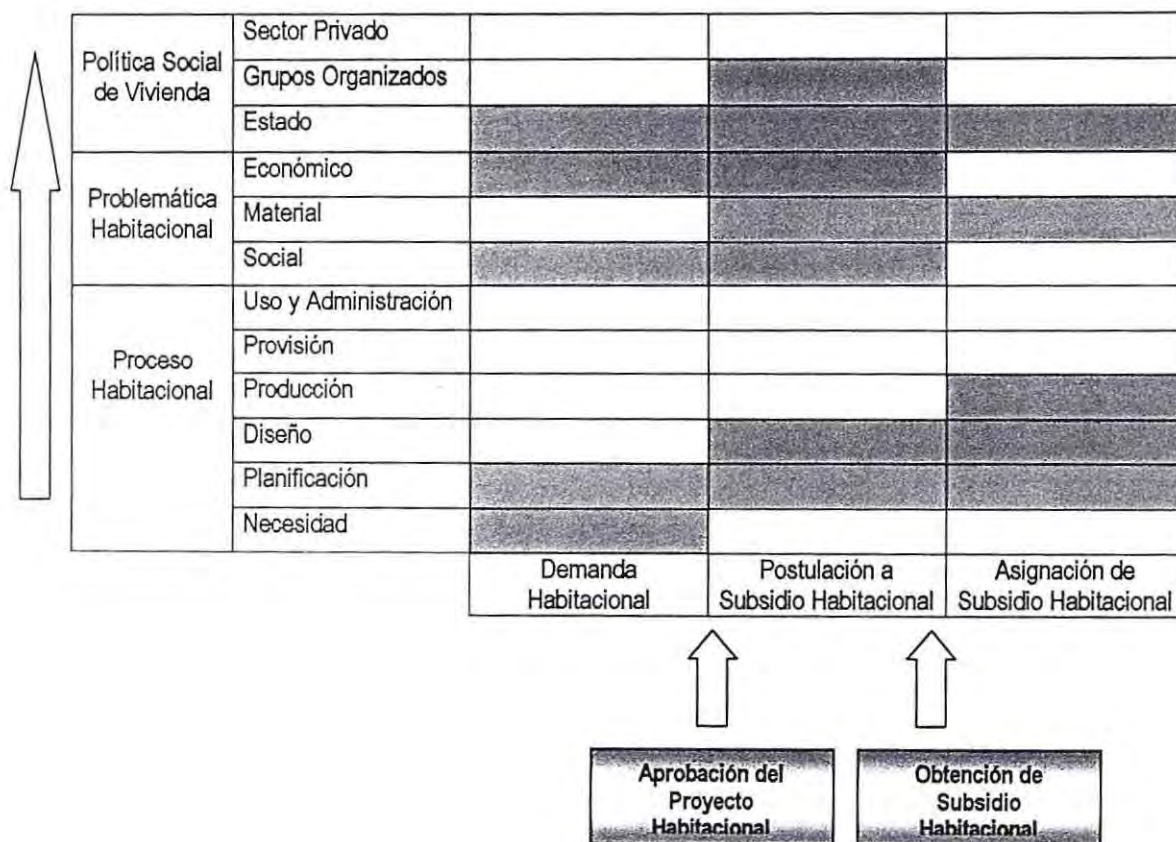 Política Social
de Vivienda
Sector Privado
Grupos Organizados
Estado
Problemática
Habitacional
Económico
Material
Social
Proceso
Habitacional
Uso y Administración
Provisión
Producción
Diseño
Planificación
Necesidad
Demanda
Habitacional
Postulación a
Subsidio Habitacional
Asignación de
Subsidio Habitacional
Aprobación del
Proyecto
Habitacional
Obtención de
Subsidio
Habitacional